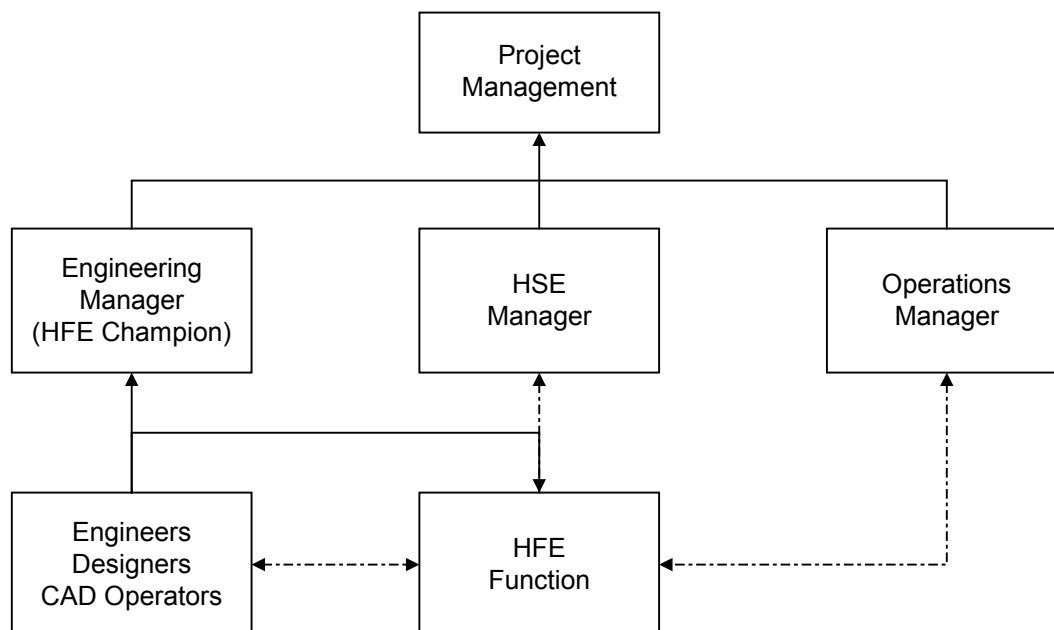 Project
Management
Engineering
Manager
(HFE Champion)
HSE
Manager
Operations
Manager
Engineers
Designers
CAD Operators
HFE
Function